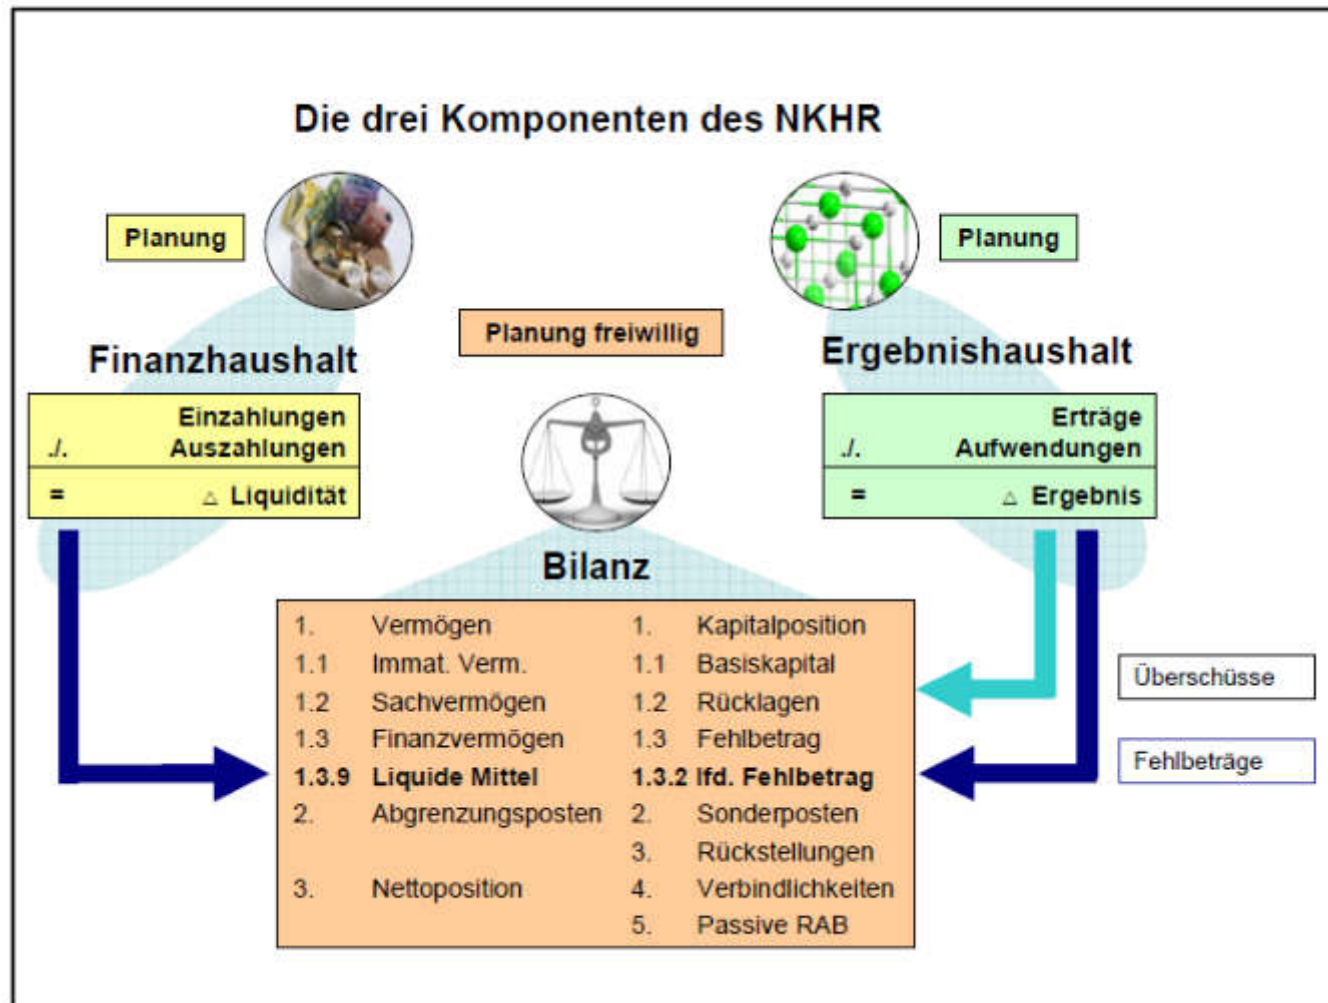 Die drei Komponenten des NKHR
Planung
Planung
Planung freiwillig
Finanzhaushalt
Einzahlungen
./. Auszahlungen
= △ Liquidität
Ergebnishaushalt
Erträge
./. Aufwendungen
= △ Ergebnis
Bilanz
1. Vermögen 1. Kapitalposition
1.1 Immat. Verm. 1.1 Basiskapital
1.2 Sachvermögen 1.2 Rücklagen
1.3 Finanzvermögen 1.3 Fehlbetrag
1.3.9 Liquide Mittel 1.3.2 lfd. Fehlbetrag
2. Abgrenzungsposten 2. Sonderposten
3. Rückstellungen
3. Nettoposition 4. Verbindlichkeiten
5. Passive RAB
Überschüsse
Fehlbeträge